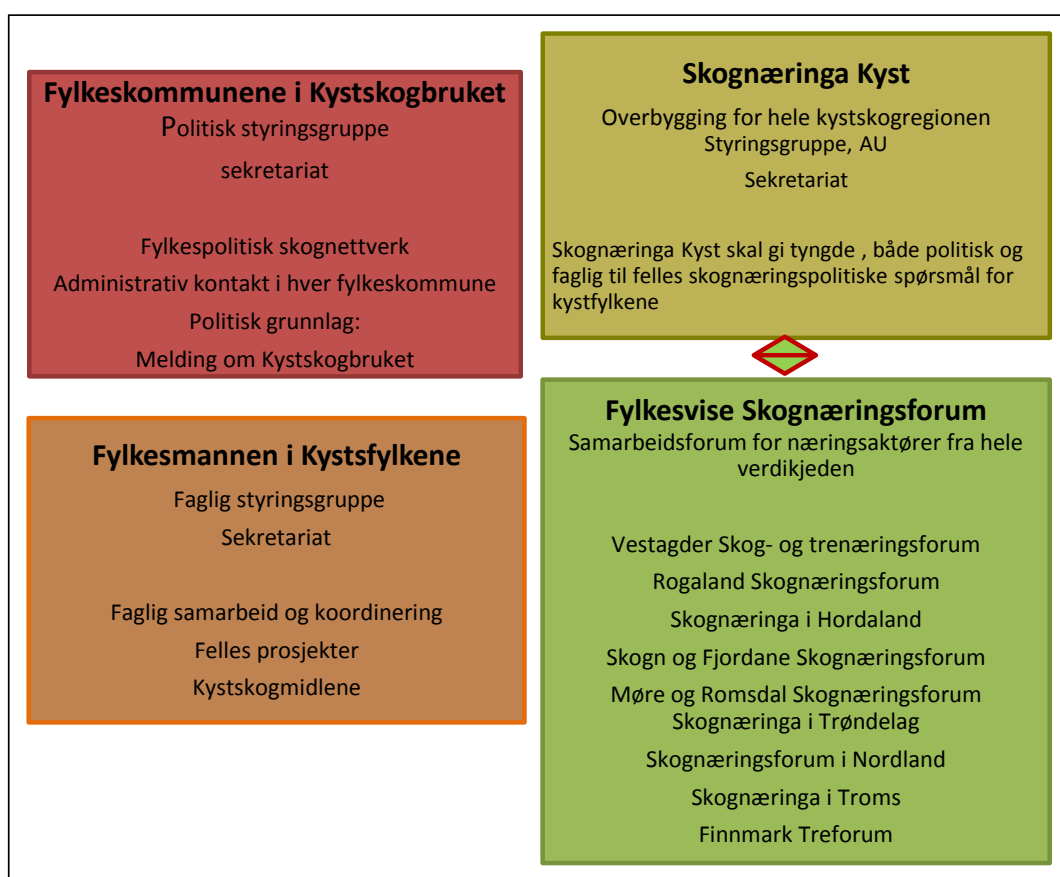 Fylkeskommunene i Kystskogbruket
Politisk styringsgruppe
sekretariat
Fylkespolitisk skognettverk
Administrativ kontakt i hver fylkeskommune
Politisk grunnlag:
Melding om Kystskogbruket
Fylkesmannen i Kystsfylkene
Faglig styringsgruppe
Sekretariat
Faglig samarbeid og koordinering
Felles prosjekter
Kystskogmidlene
Skognæringa Kyst
Overbygging for hele kystskogregionen
Styringsgruppe, AU
Sekretariat
Skognæringa Kyst skal gi tyngde , både politisk og
faglig til felles skognæringspolitiske spørsmål for
kystfylkene
Fylkesvise Skognæringsforum
Samarbeidsforum for næringsaktører fra hele
verdikjeden
Vestagder Skog- og trenæringsforum
Rogaland Skognæringsforum
Skognæringa i Hordaland
Skogn og Fjordane Skognæringsforum
Møre og Romsdal Skognæringsforum
Skognæringa i Trøndelag
Skognæringsforum i Nordland
Skognæringa i Troms
Finnmark Treforum